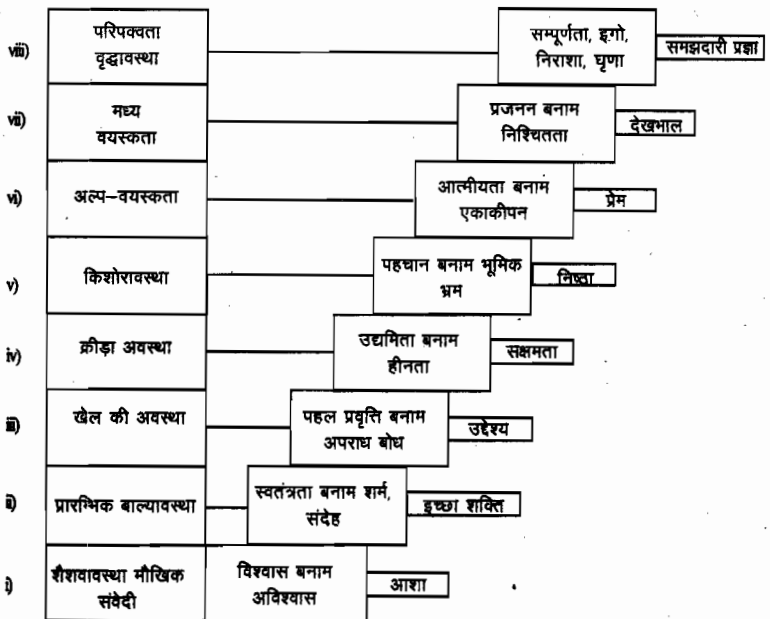 viii)
परिपक्वता
वृद्धावस्था
सम्पूर्णता, इगो,
निराशा, घृणा
समझदारी प्रज्ञा
vii)
मध्य
वयस्कता
प्रजनन बनाम
निश्चितता
देखभाल
vi)
अल्प–वयस्कता
आत्मीयता बनाम
एकाकीपन
प्रेम
v)
किशोरावस्था
पहचान बनाम भूमिक
भ्रम
निष्ठा
iv)
क्रीड़ा अवस्था
उद्यमिता बनाम
हीनता
सक्षमता
iii)
खेल की अवस्था
पहल प्रवृत्ति बनाम
अपराध बोध
उद्देश्य
ii)
प्रारम्भिक बाल्यावस्था
स्वतंत्रता बनाम शर्म,
संदेह
इच्छा शक्ति
i)
शैशवावस्था मौखिक
संवेदी
विश्वास बनाम
अविश्वास
आशा